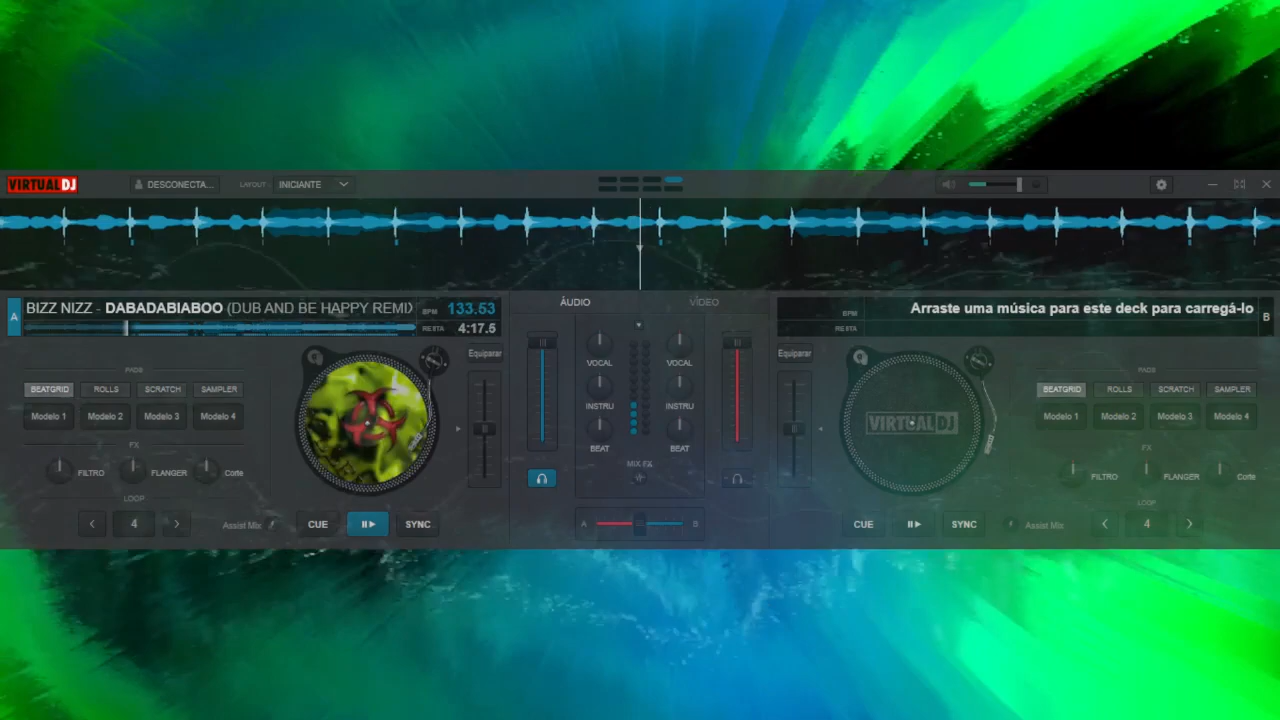 VIRTUALDJ
DESCONECTA... LAYOUT INICIANTE
A BIZZ NIZZ - DABADABIABOO (DUB AND BE HAPPY REMIX BPM 133.53
RESTA 4:17.5
ÁUDIO VÍDEO
BPM Arraste uma música para este deck para carregá-lo B
RESTA
Equiparar
PADS
BEATGRID ROLLS SCRATCH SAMPLER
Modelo 1 Modelo 2 Modelo 3 Modelo 4
FX
FILTRO FLANGER Corte
LOOP
4 Assist Mix CUE SYNC
VOCAL VOCAL
INSTRU INSTRU
BEAT BEAT
MIX FX
A B
Equiparar
VIRTUALDJ
PADS
BEATGRID ROLLS SCRATCH SAMPLER
Modelo 1 Modelo 2 Modelo 3 Modelo 4
FX
FILTRO FLANGER Corte
LOOP
CUE SYNC Assist Mix 4